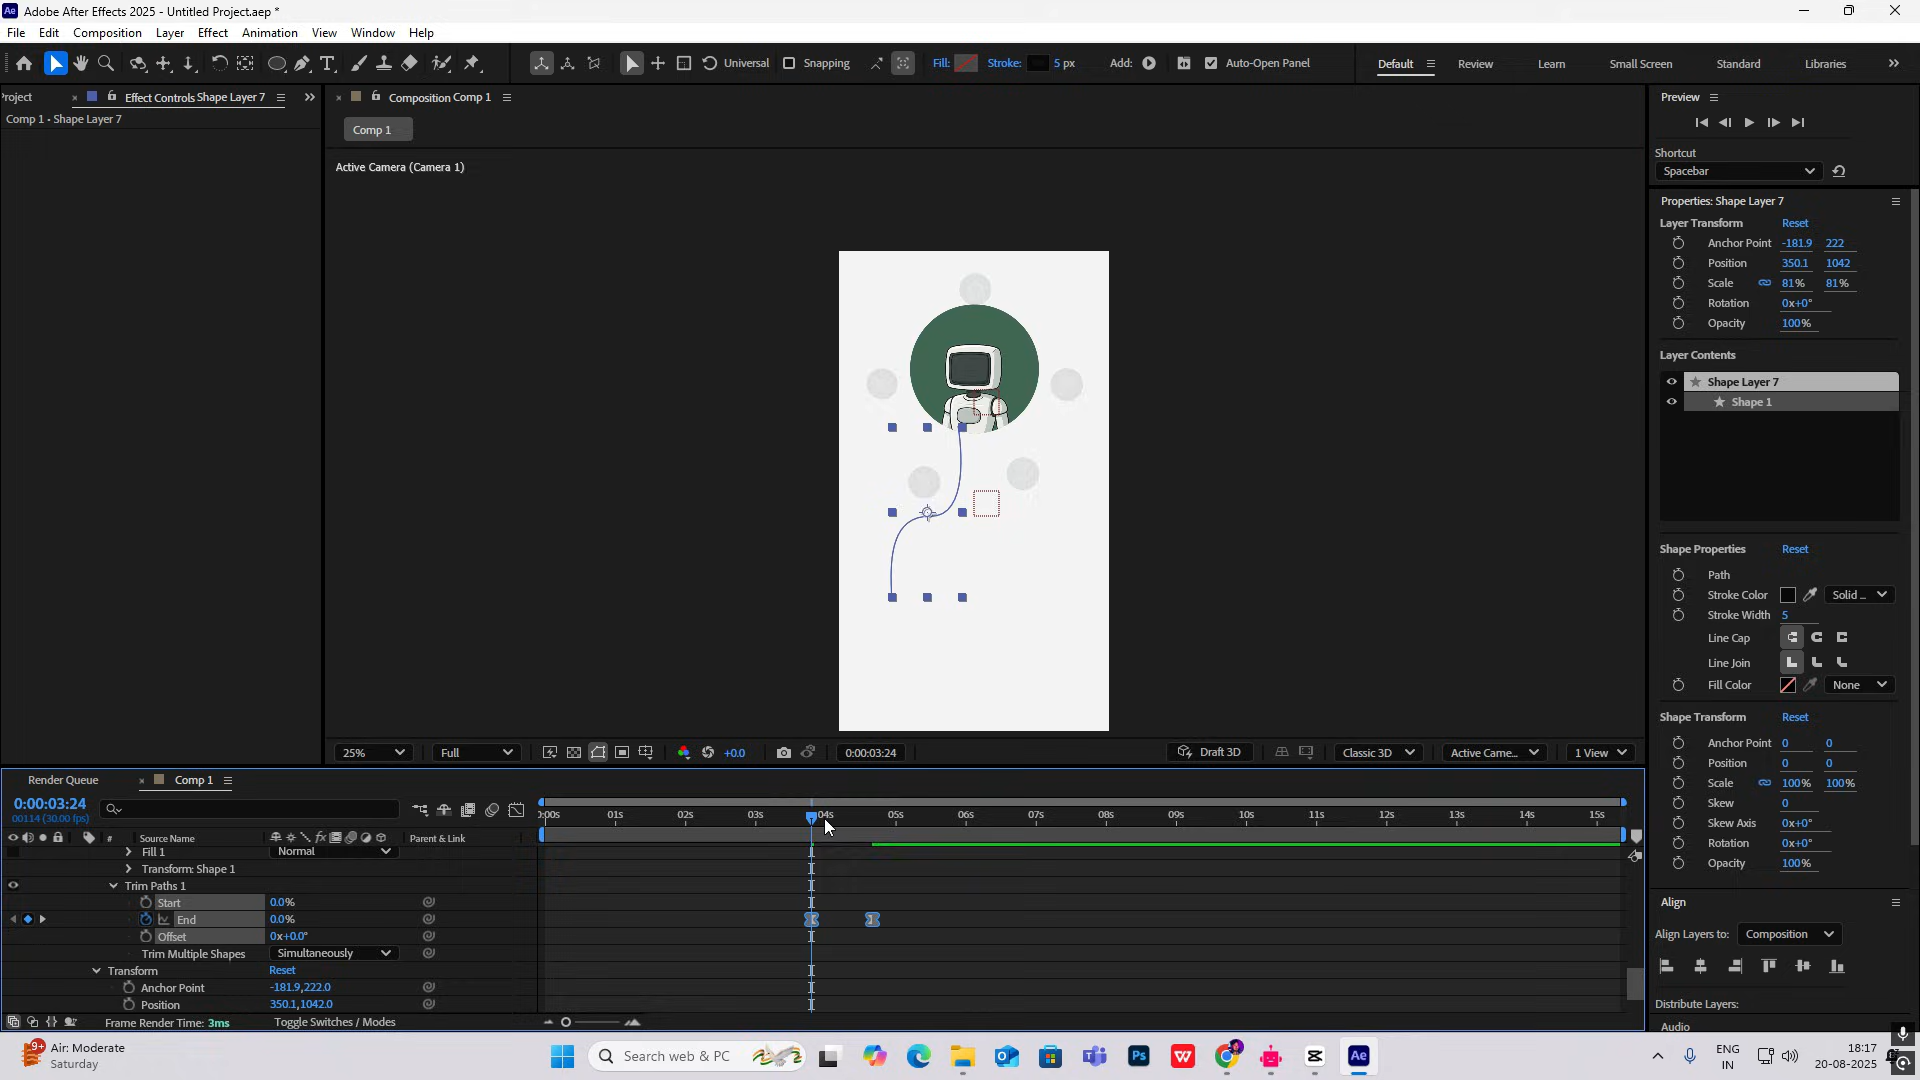 Adobe After Effects 2025 - Untitled Project.aep *
File Edit Composition Layer Effect Animation View Window Help
Universal Snapping Fill: Stroke: 5 px Add: Auto-Open Panel Default Review Learn Small Screen Standard Libraries
Project Effect Controls Shape Layer 7
Comp 1 • Shape Layer 7
Composition Comp 1
Comp 1
Active Camera (Camera 1)
Preview
Shortcut
Spacebar
Properties: Shape Layer 7
Layer Transform Reset
Anchor Point -181.9 222
Position 350.1 1042
Scale 81% 81%
Rotation 0x+0°
Opacity 100%
Layer Contents
Shape Layer 7
Shape 1
Shape Properties Reset
Path
Stroke Color Solid ...
Stroke Width 5
Line Cap
Line Join
Fill Color None
Shape Transform Reset
Anchor Point 0 0
Position 0 0
Scale 100% 100%
Skew 0
Skew Axis 0x+0°
Rotation 0x+0°
Opacity 100%
Align
Align Layers to: Composition
Distribute Layers:
Audio
25% Full +0.0 0:00:03:24 Draft 3D Classic 3D Active Came... 1 View
Render Queue Comp 1
0:00:03:24
00114 (30.00 fps)
:00s 01s 02s 03s 04s 05s 06s 07s 08s 09s 10s 11s 12s 13s 14s 15s
# Source Name fx Parent & Link
Fill 1 Normal
Transform: Shape 1
Trim Paths 1
Start 0.0%
End 0.0%
Offset 0x+0.0°
Trim Multiple Shapes Simultaneously
Transform Reset
Anchor Point -181.9,222.0
Position 350.1,1042.0
Frame Render Time: 3ms Toggle Switches / Modes
Air: Moderate
Saturday
9+
Search web & PC
ENG
IN
18:17
20-08-2025